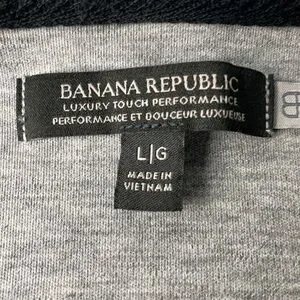 BANANA REPUBLIC
LUXURY TOUCH PERFORMANCE
PERFORMANCE ET DOUCEUR LUXUEUSE
L|G
MADE IN
VIETNAM